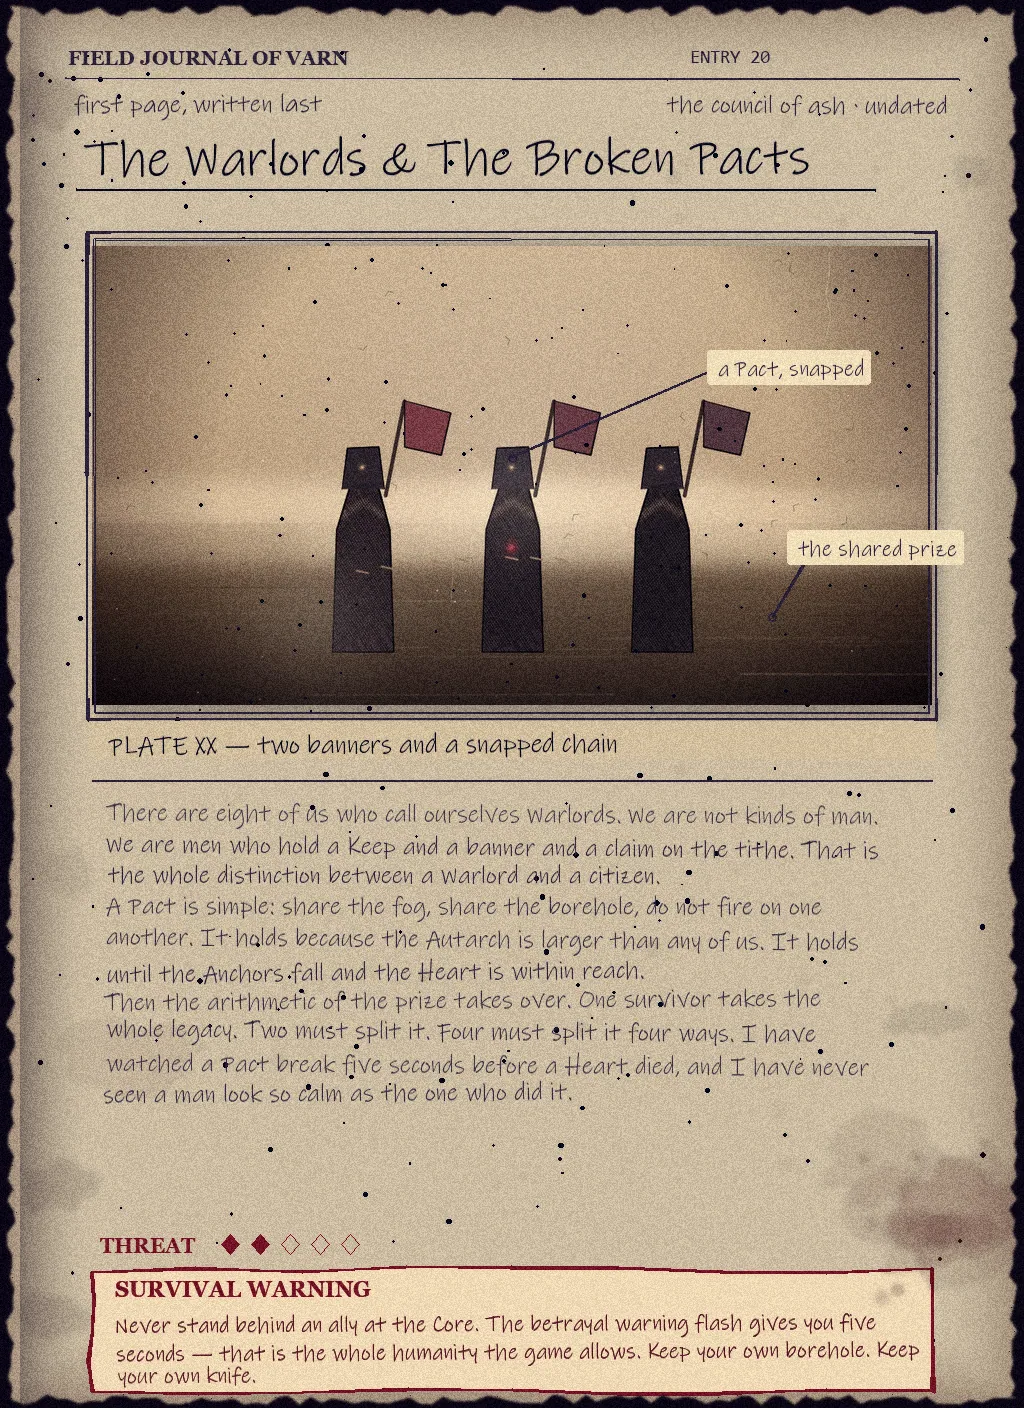 FIELD JOURNAL OF VARN
ENTRY 20
first page, written last
the council of ash · undated
The Warlords & The Broken Pacts
a Pact, snapped
the shared prize
PLATE XX — two banners and a snapped chain
There are eight of us who call ourselves Warlords. We are not kinds of man.
We are men who hold a Keep and a banner and a claim on the tithe. That is
the whole distinction between a Warlord and a citizen.
A Pact is simple: share the fog, share the borehole, do not fire on one
another. It holds because the Autarch is larger than any of us. It holds
until the Anchors fall and the Heart is within reach.
Then the arithmetic of the prize takes over. One survivor takes the
whole legacy. Two must split it. Four must split it four ways. I have
watched a Pact break five seconds before a Heart died, and I have never
seen a man look so calm as the one who did it.
THREAT
SURVIVAL WARNING
Never stand behind an ally at the Core. The betrayal warning flash gives you five
seconds — that is the whole humanity the game allows. Keep your own borehole. Keep
your own knife.